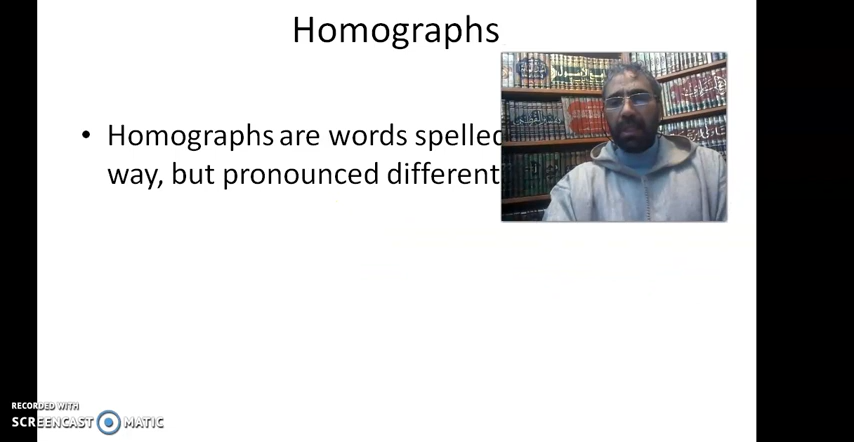 Homographs
• Homographs are words spelled
way, but pronounced different
RECORDED WITH
SCREENCAST MATIC